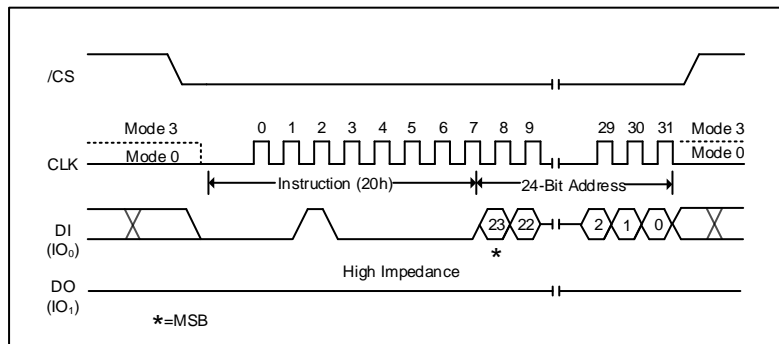 /CS
0 1 2 3 4 5 6 7 8 9 29 30 31
Mode 3 Mode 3
CLK Mode 0 Mode 0
Instruction (20h) 24-Bit Address
DI
(IO₀)
23 22 2 1 0
*
High Impedance
DO
(IO₁)
*=MSB